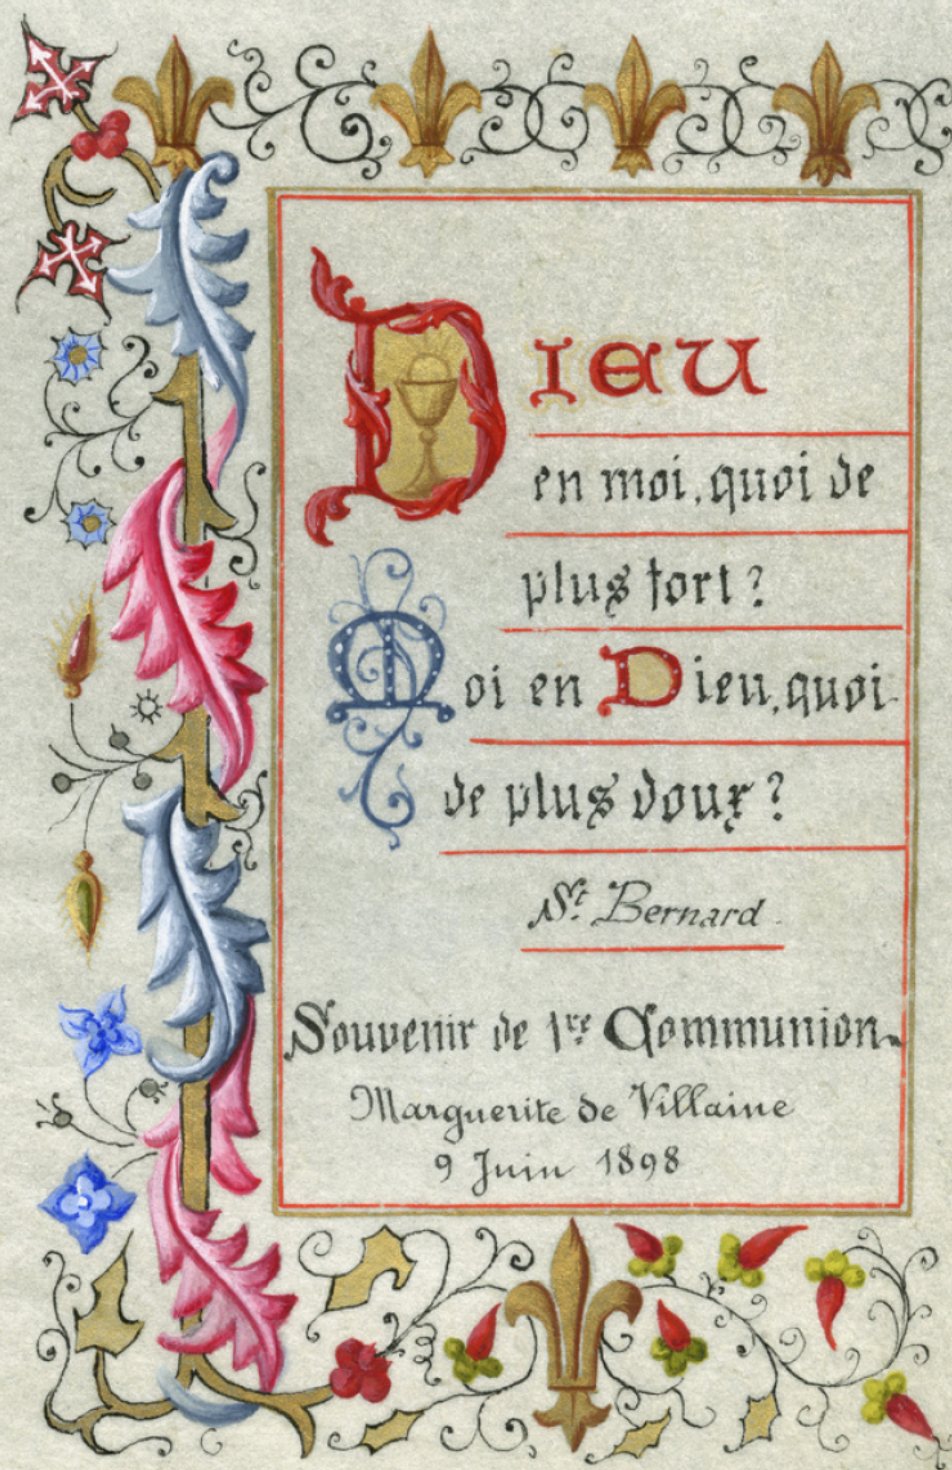 Dieu
en moi, quoi de
plus fort ?
Moi en Dieu, quoi
de plus doux ?
St. Bernard.
Souvenir de 1re Communion.
Marguerite de Villaine
9 Juin 1898